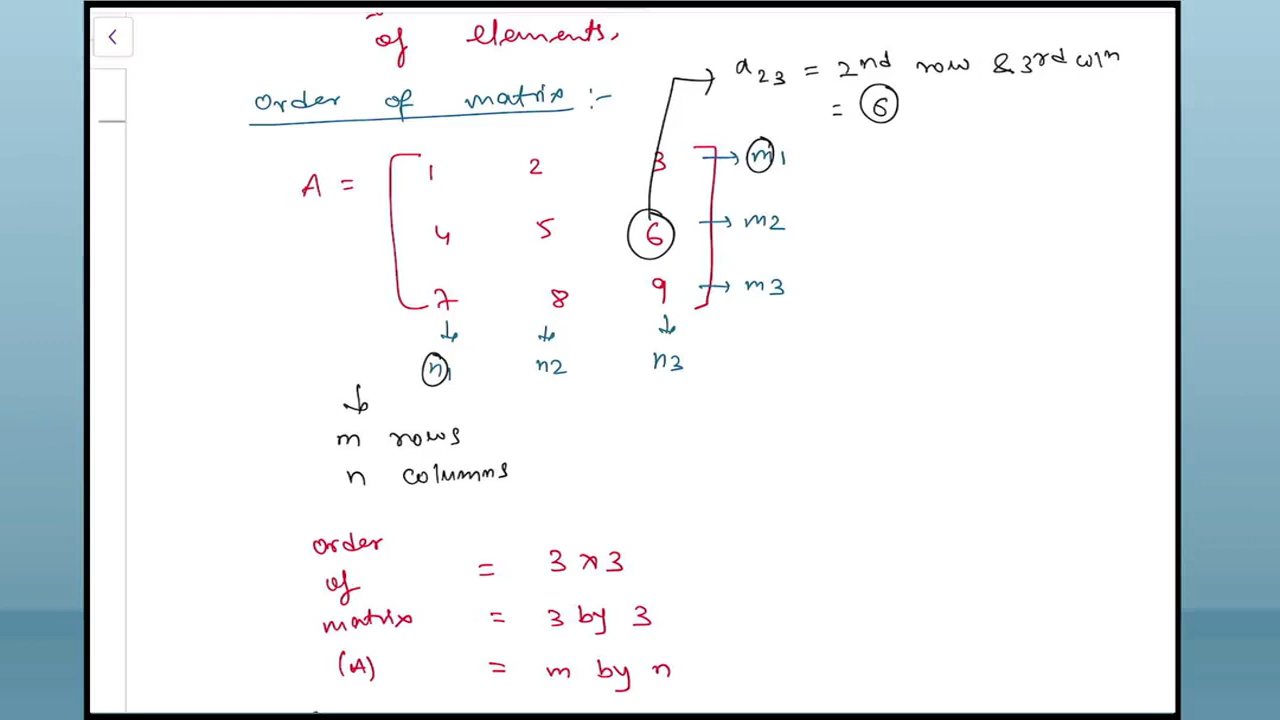 of elements.
order of matrix :-
a23 = 2nd row & 3rd
= 6
A = [ 1 2 3 ] → m1
4 5 6 → m2
7 8 9 → m3
n1 n2 n3
m rows
n columns
order of matrix (A) = 3 × 3
= 3 by 3
= m by n